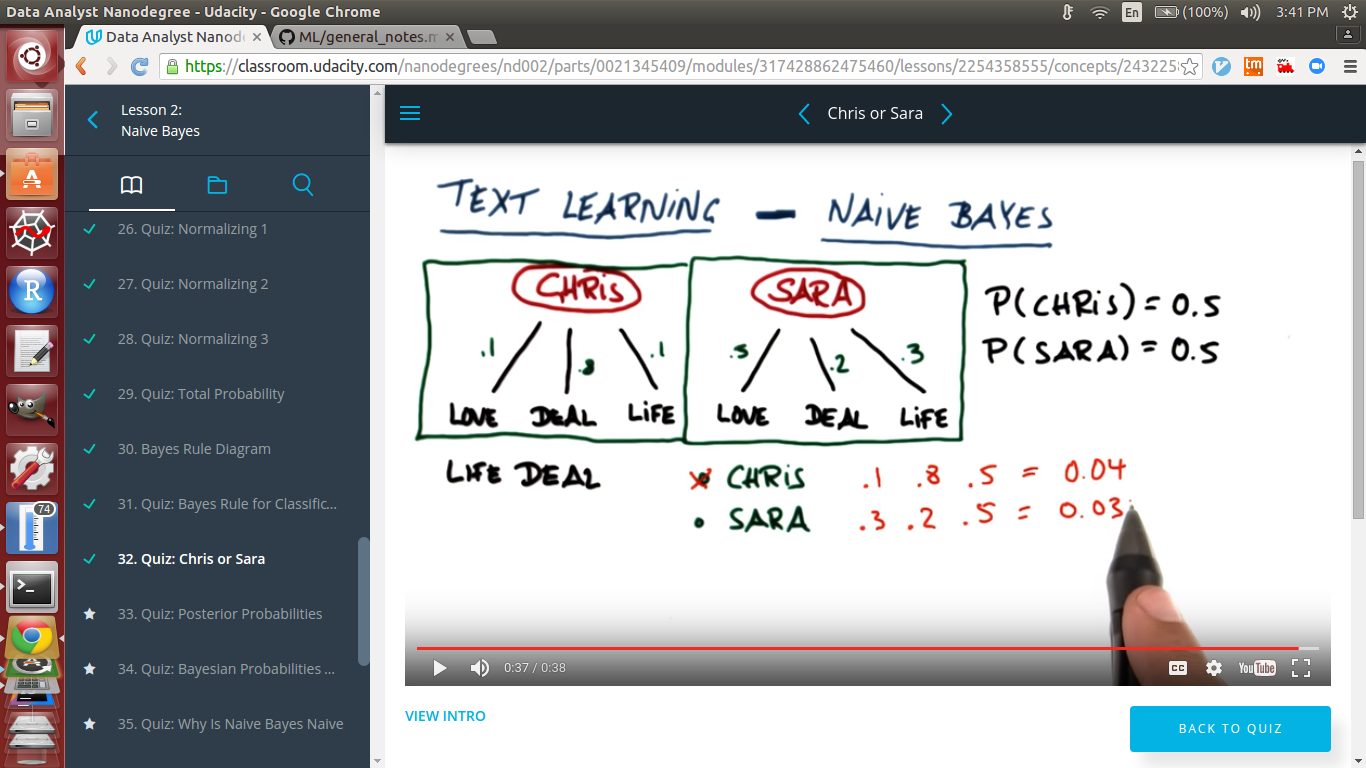 Data Analyst Nanodegree - Udacity - Google Chrome
En
(100%)
3:41 PM
Data Analyst Nanod
ML/general_notes.m
https://classroom.udacity.com/nanodegrees/nd002/parts/0021345409/modules/317428862475460/lessons/2254358555/concepts/243225
tm
Lesson 2:
Naive Bayes
Chris or Sara
26. Quiz: Normalizing 1
27. Quiz: Normalizing 2
28. Quiz: Normalizing 3
29. Quiz: Total Probability
30. Bayes Rule Diagram
31. Quiz: Bayes Rule for Classific...
32. Quiz: Chris or Sara
33. Quiz: Posterior Probabilities
34. Quiz: Bayesian Probabilities ...
35. Quiz: Why Is Naive Bayes Naive
R
74
TEXT LEARNING - NAIVE BAYES
CHRiS
SARA
P(CHRiS) = 0.5
P(SARA) = 0.5
.1 .8 .1
.5 .2 .3
LOVE DEAL LiFE
LOVE DEAL LiFE
LIFE DEAL
CHRiS .1 .8 .5 = 0.04
SARA .3 .2 .5 = 0.03
0:37 / 0:38
CC
YouTube
VIEW INTRO
BACK TO QUIZ